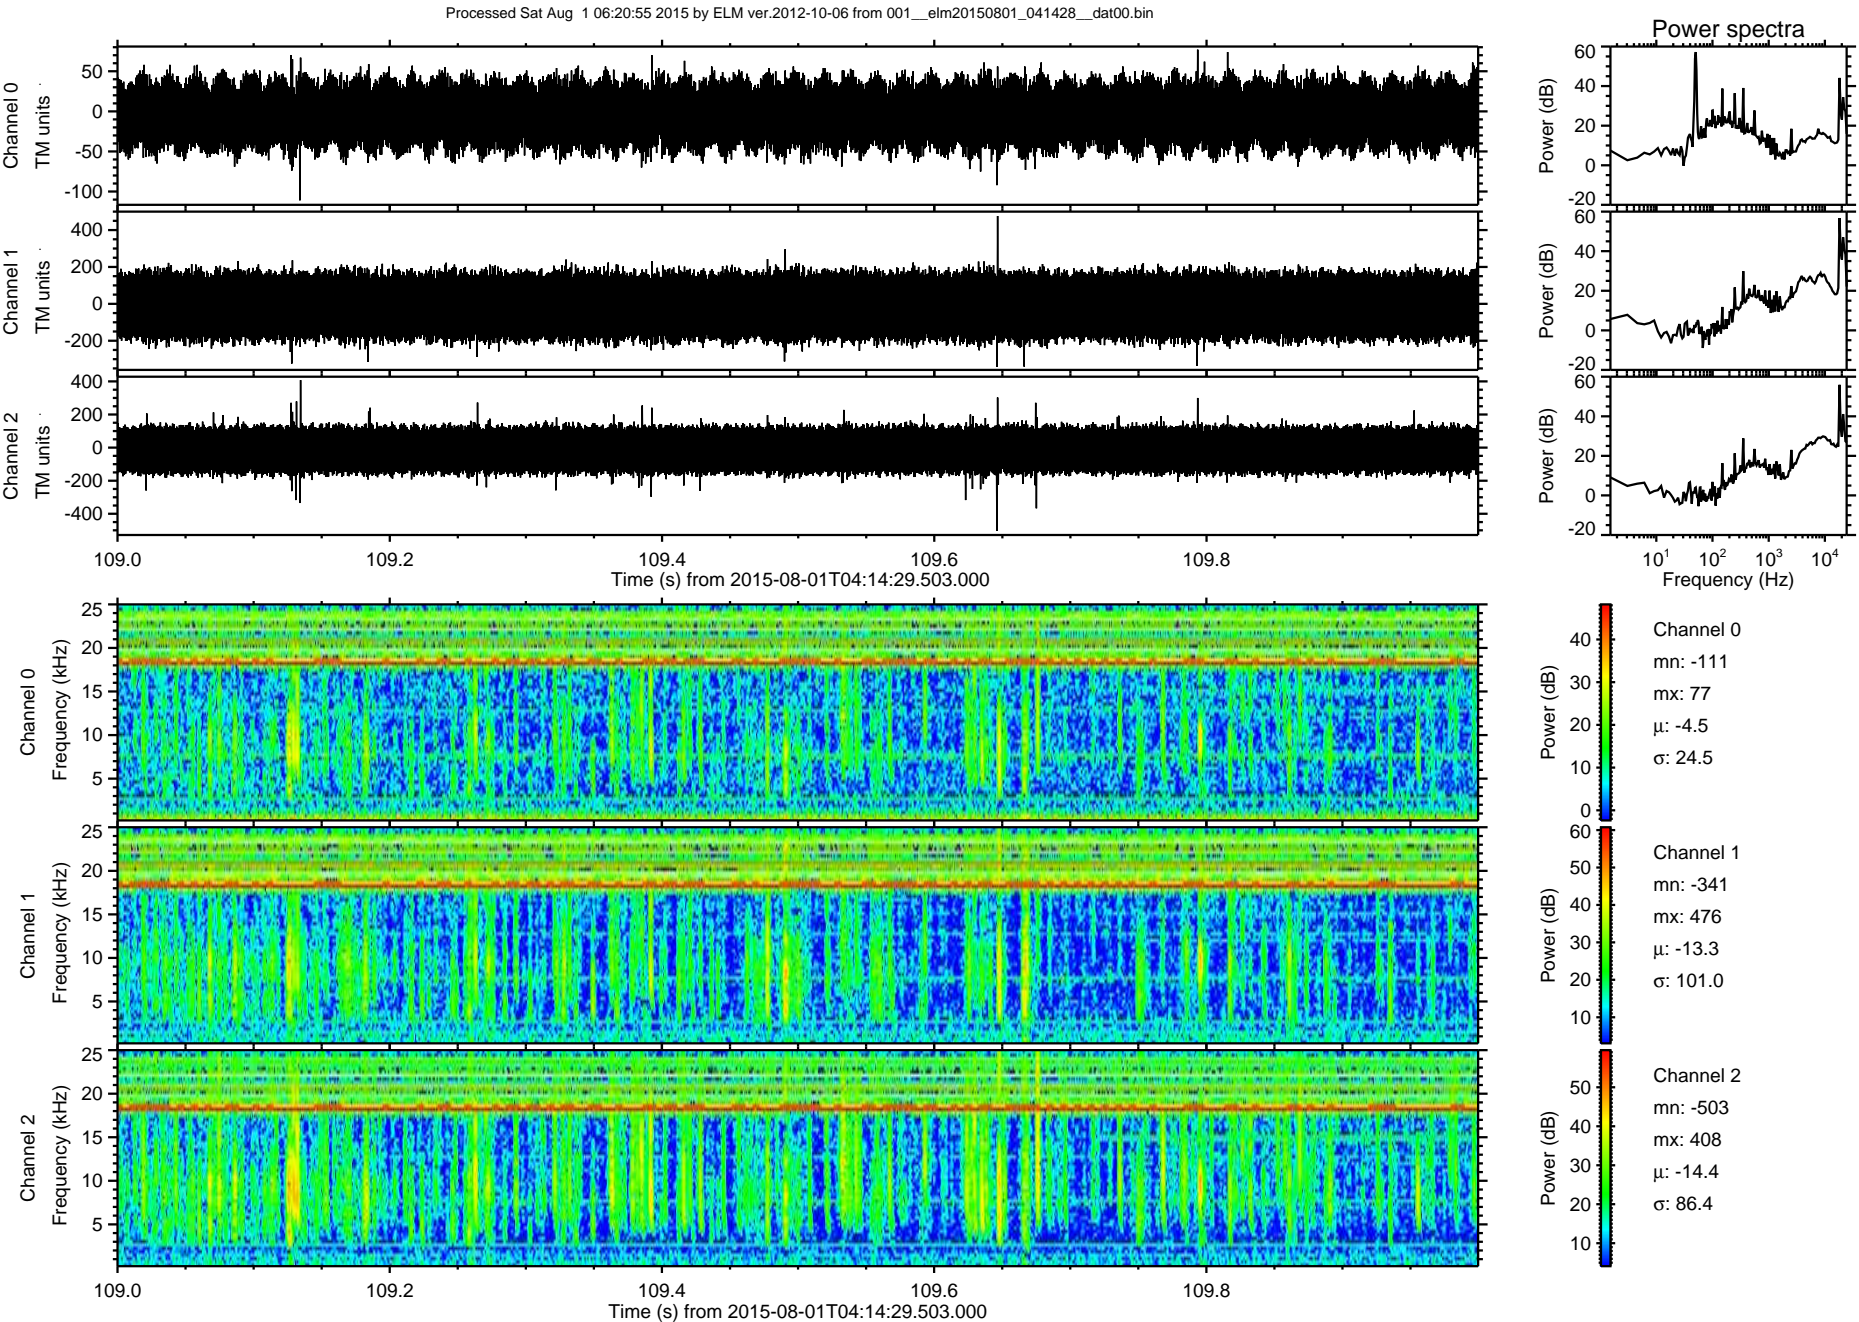 Processed Sat Aug  1 06:20:55 2015 by ELM ver.2012-10-06 from 001__elm20150801_041428__dat00.bin
Power spectra
Channel 0
TM units
50
0
-50
-100
Power (dB)
60
40
20
0
-20
Channel 1
TM units
400
200
0
-200
Power (dB)
60
40
20
0
-20
Channel 2
TM units
400
200
0
-200
-400
Power (dB)
60
40
20
0
-20
109.0 109.2 109.4 109.6 109.8
Time (s) from 2015-08-01T04:14:29.503.000
10^1 10^2 10^3 10^4
Frequency (Hz)
Channel 0
Frequency (kHz)
25
20
15
10
5
Power (dB)
40
30
20
10
0
Channel 0
mn: -111
mx: 77
μ: -4.5
σ: 24.5
Channel 1
Frequency (kHz)
25
20
15
10
5
Power (dB)
60
50
40
30
20
10
Channel 1
mn: -341
mx: 476
μ: -13.3
σ: 101.0
Channel 2
Frequency (kHz)
25
20
15
10
5
Power (dB)
50
40
30
20
10
Channel 2
mn: -503
mx: 408
μ: -14.4
σ: 86.4
109.0 109.2 109.4 109.6 109.8
Time (s) from 2015-08-01T04:14:29.503.000